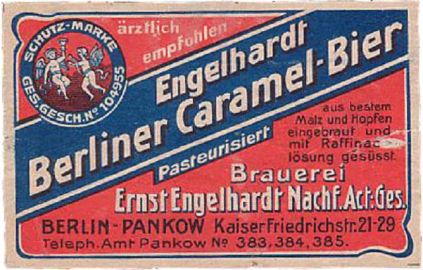 SCHUTZ-MARKE
GES.GESCH.No 104955
ärztlich
empfohlen
Engelhardt
Berliner Caramel-Bier
Pasteurisiert
aus bestem
Malz und Hopfen
eingebraut und
mit Raffinad
lösung gesüsst.
Brauerei
Ernst Engelhardt Nachf. Act. Ges.
BERLIN-PANKOW Kaiser Friedrichstr. 21-29
Teleph. Amt Pankow No 383, 384, 385.